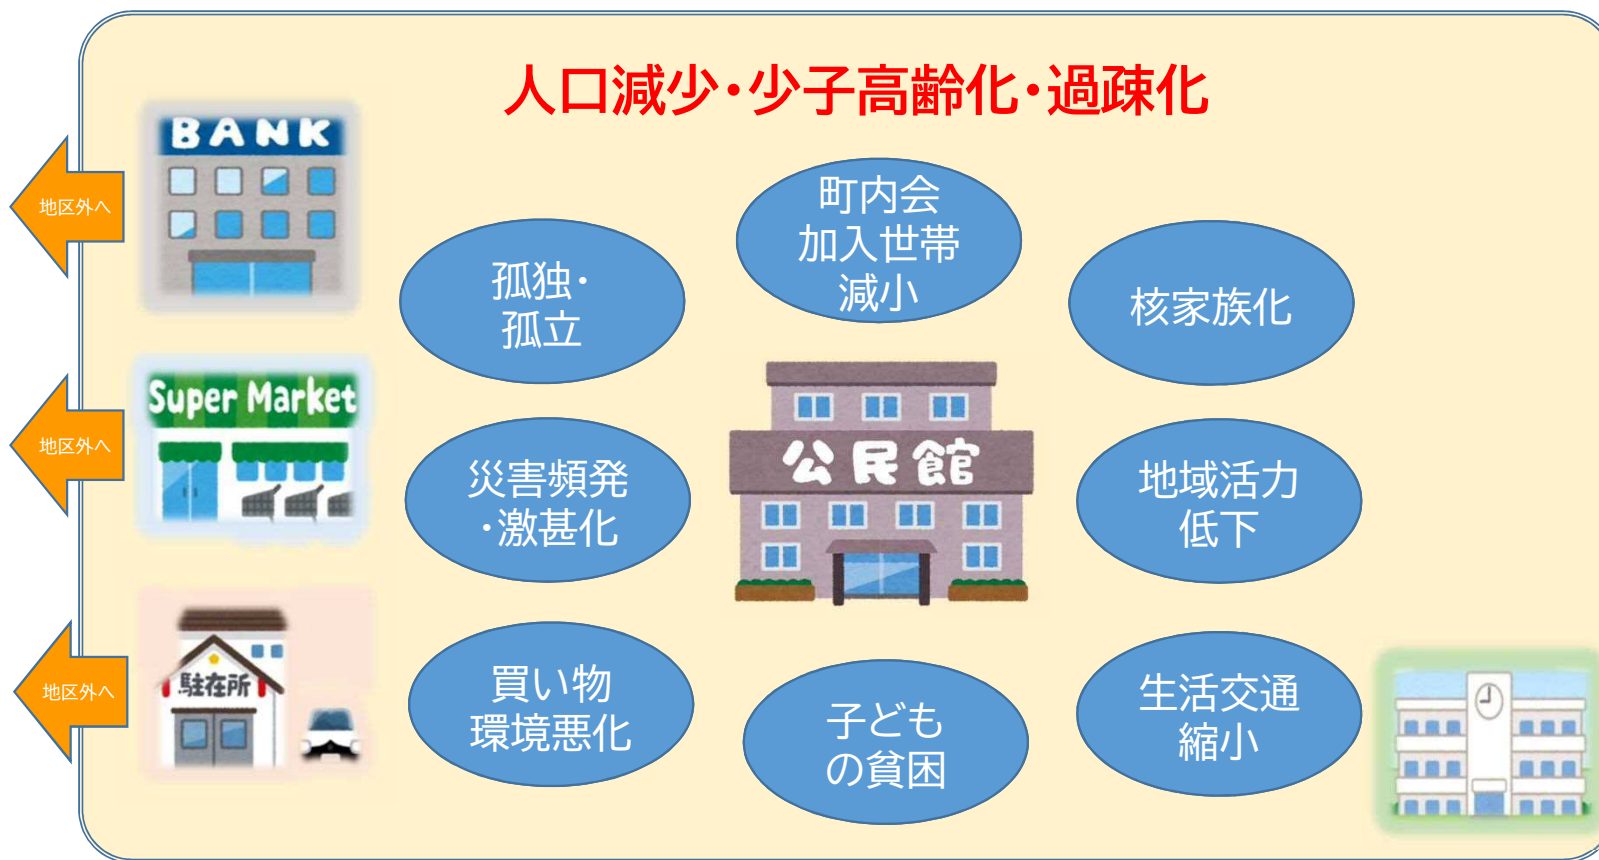 人口減少・少子高齢化・過疎化
BANK
地区外へ
町内会
加入世帯
減小
孤独・
孤立
核家族化
Super Market
地区外へ
公民館
災害頻発
・激甚化
地域活力
低下
駐在所
地区外へ
買い物
環境悪化
子ども
の貧困
生活交通
縮小